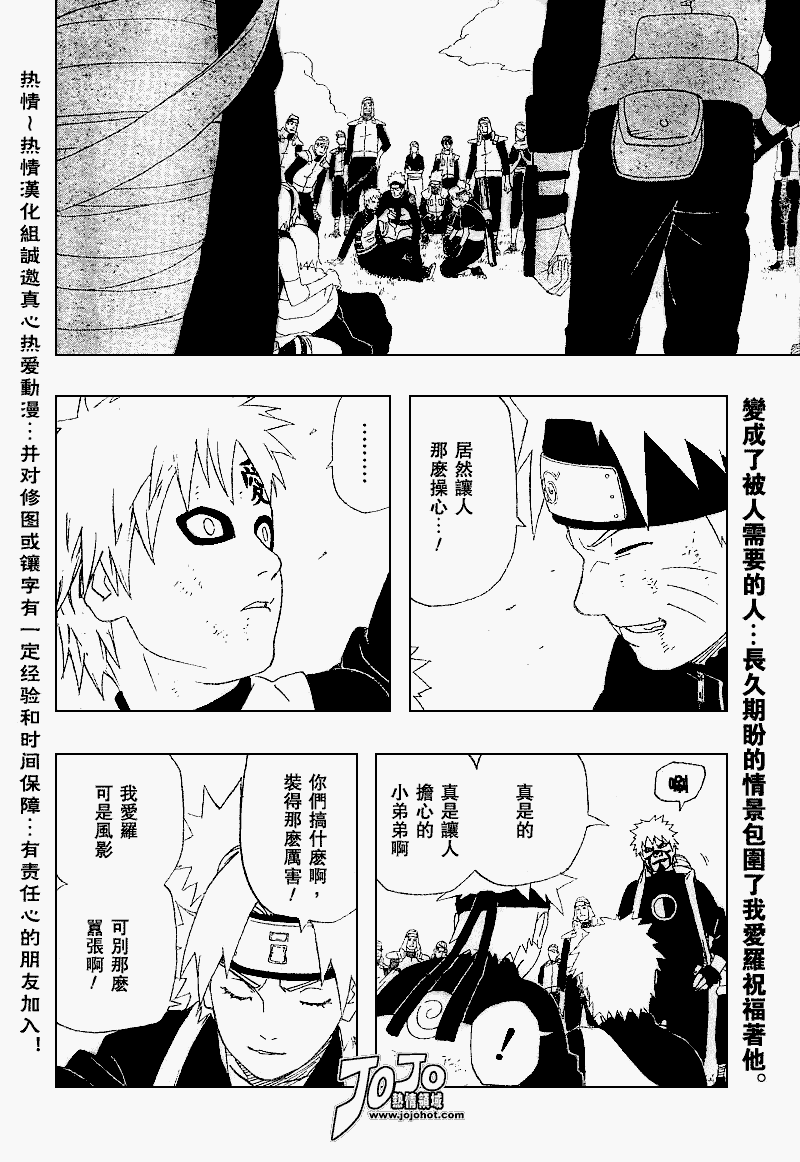 變成了被人需要的人…長久期盼的情景包圍了我愛羅祝福著他。
居然讓人
那麽操心…！
………
愛
真是的
真是讓人
擔心的
小弟弟啊
！
你們搞什麽啊，
裝得那麽厲害！
我愛羅
可是風影
可別那麽
囂張啊！
热情～热情漢化組誠邀真心热爱動漫…并对修图或镶字有一定经验和时间保障…有责任心的朋友加入！
JOJO
熱情領域
www.jojohot.com